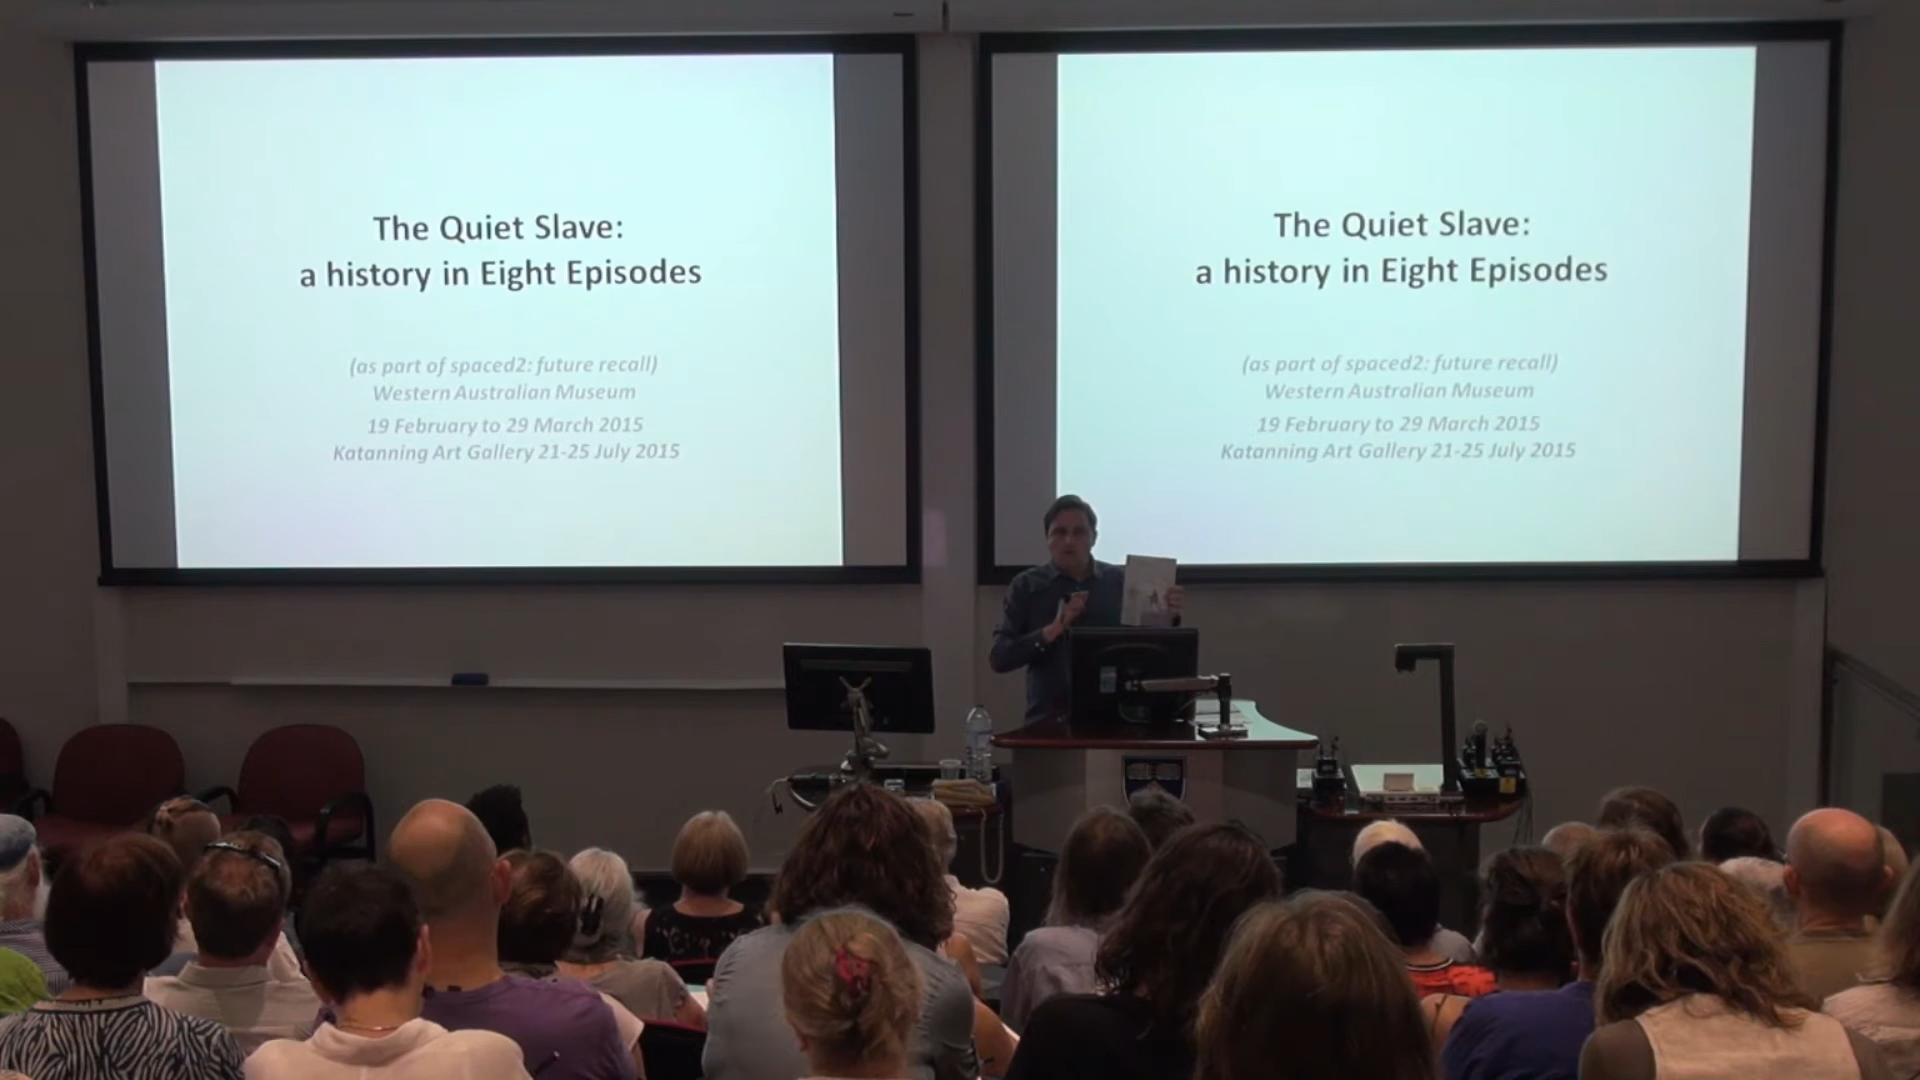 The Quiet Slave:
a history in Eight Episodes
(as part of spaced2: future recall)
Western Australian Museum
19 February to 29 March 2015
Katanning Art Gallery 21-25 July 2015
The Quiet Slave:
a history in Eight Episodes
(as part of spaced2: future recall)
Western Australian Museum
19 February to 29 March 2015
Katanning Art Gallery 21-25 July 2015